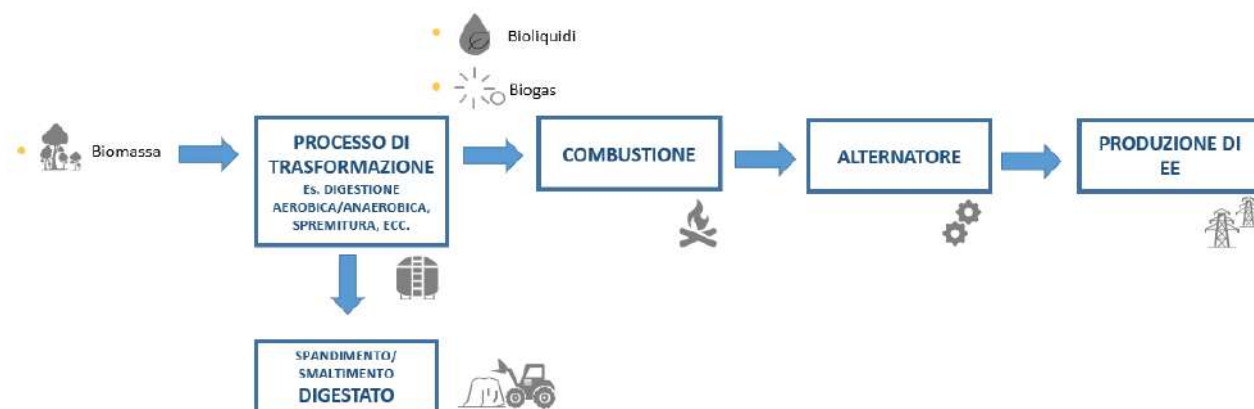 Bioliquidi
Biogas
Biomassa
PROCESSO DI
TRASFORMAZIONE
ES. DIGESTIONE
AEROBICA/ANAEROBICA,
SPREMITURA, ECC.
COMBUSTIONE
ALTERNATORE
PRODUZIONE DI
EE
SPANDIMENTO/
SMALTIMENTO
DIGESTATO